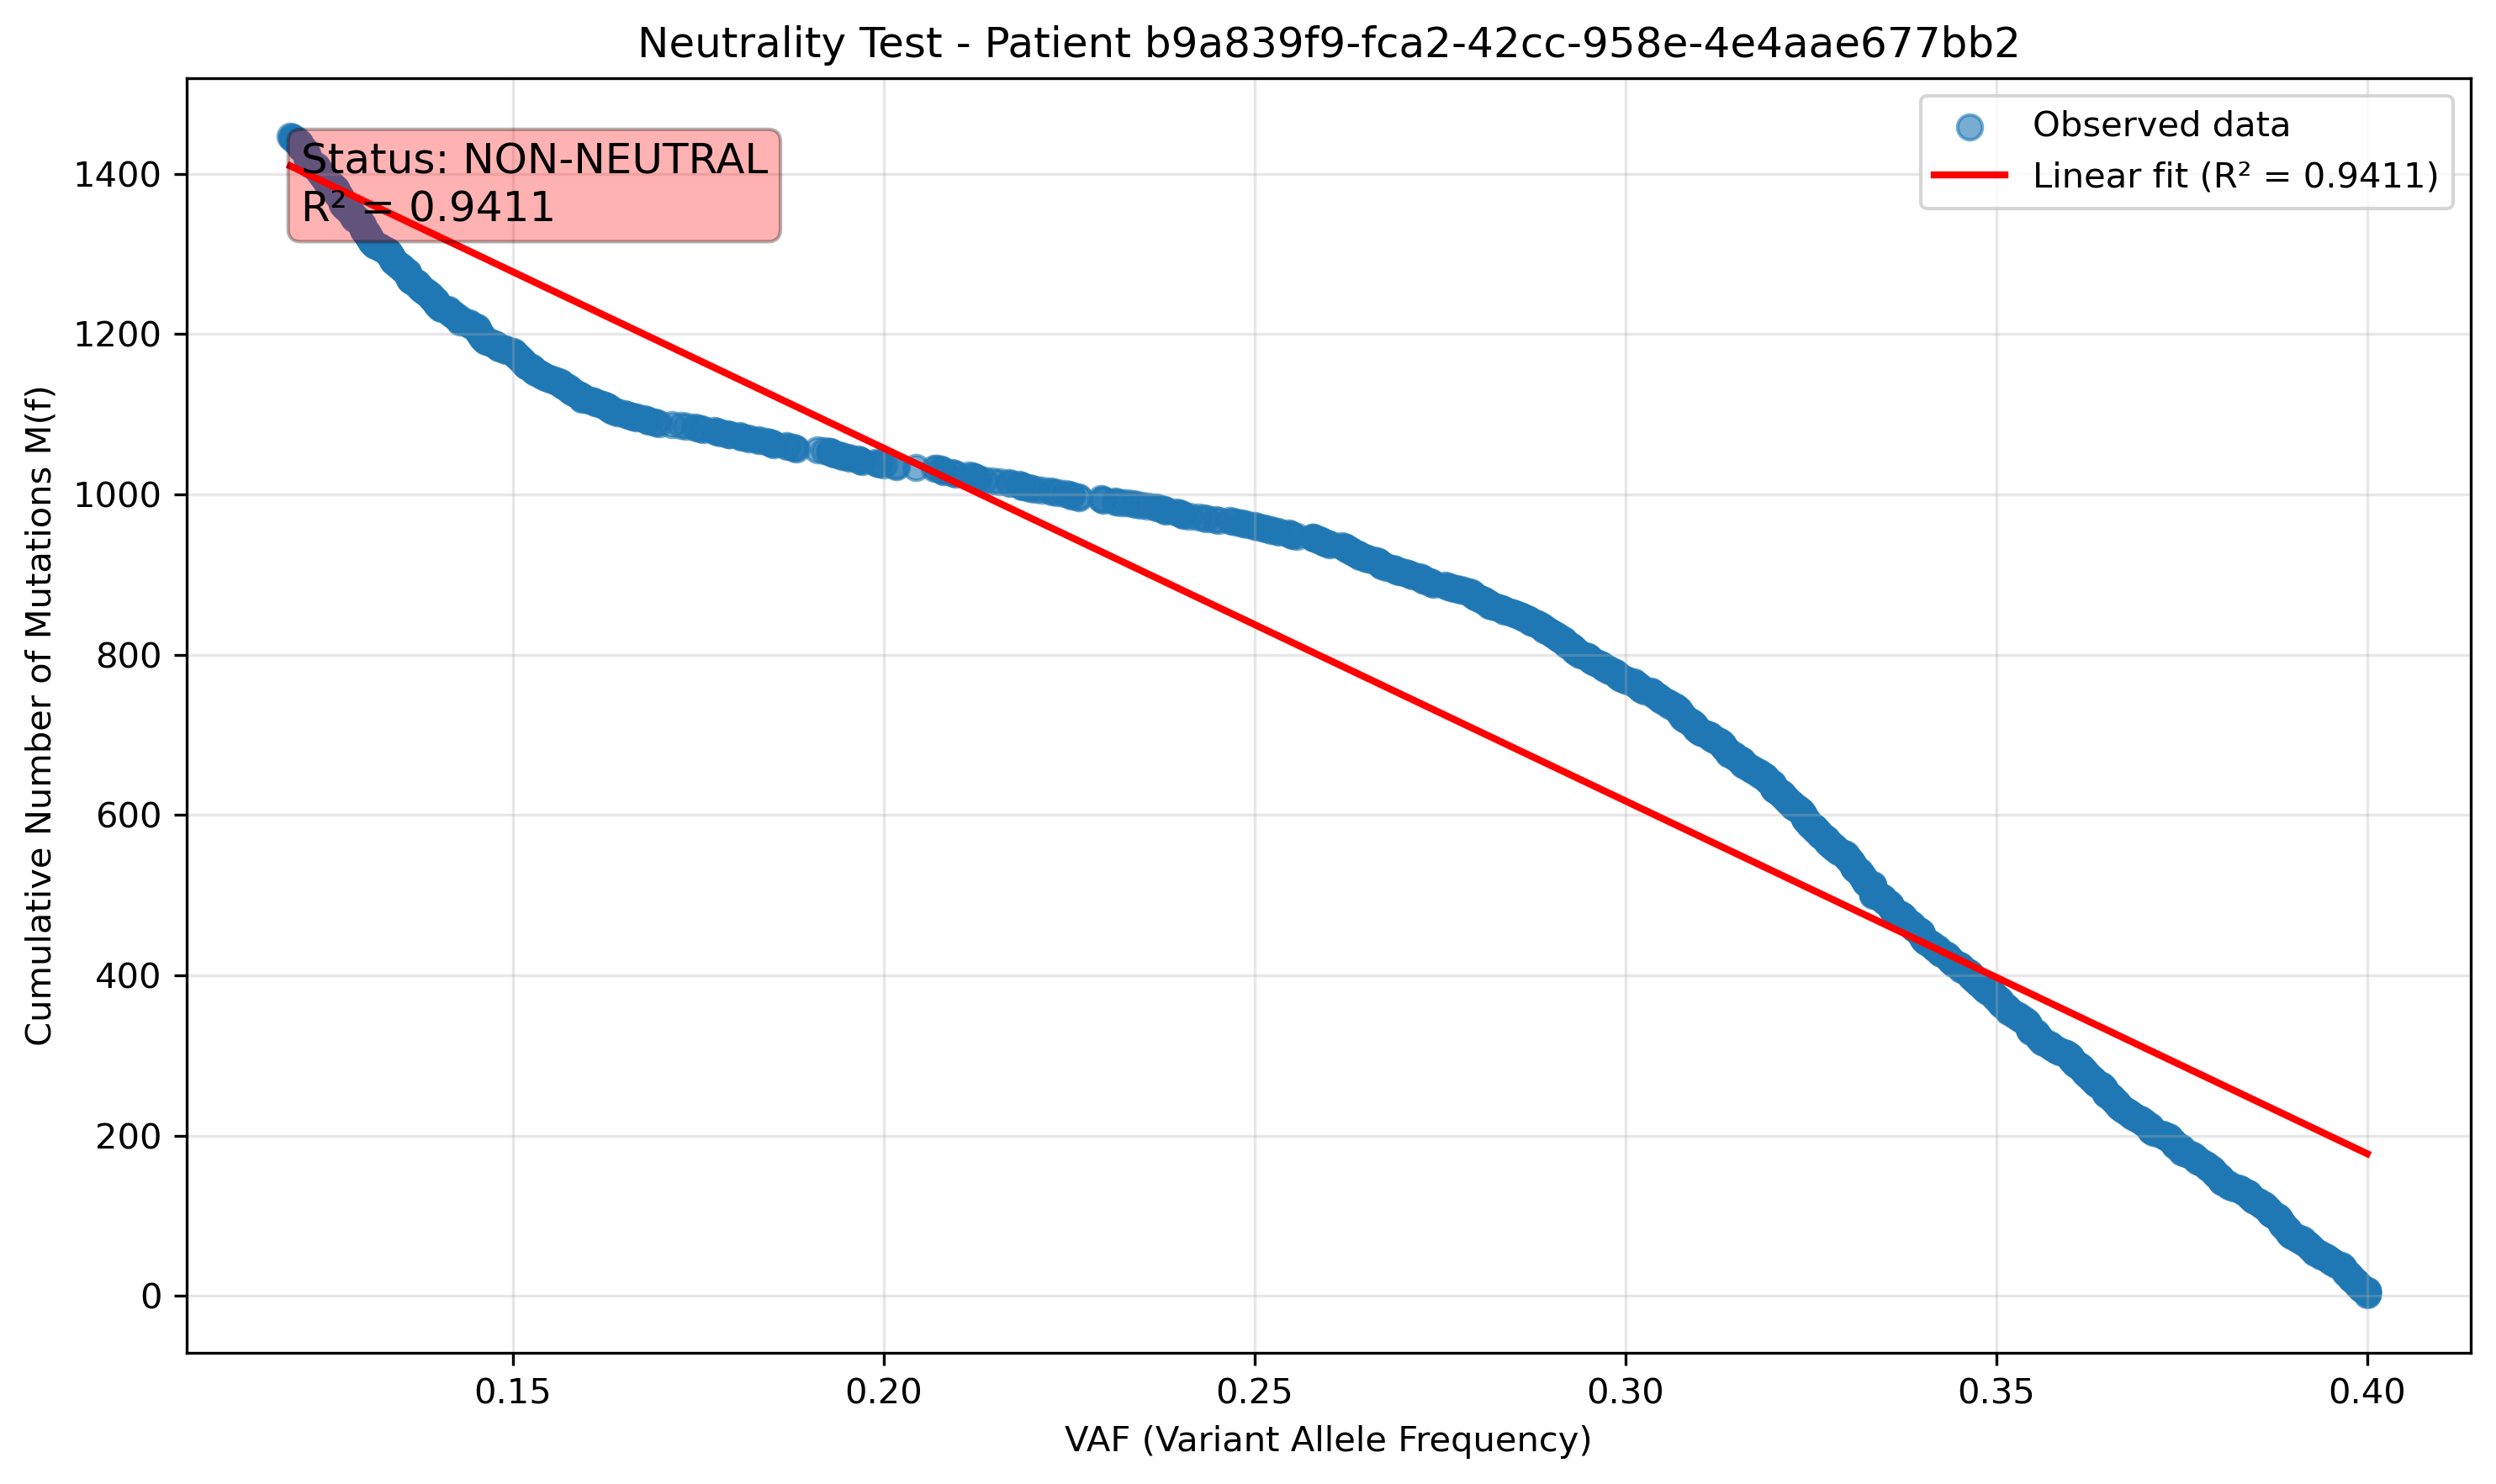 Neutrality Test - Patient b9a839f9-fca2-42cc-958e-4e4aae677bb2
Observed data
Linear fit (R² = 0.9411)
Status: NON-NEUTRAL
R² = 0.9411
Cumulative Number of Mutations M(f)
1400
1200
1000
800
600
400
200
0
0.15
0.20
0.25
0.30
0.35
0.40
VAF (Variant Allele Frequency)